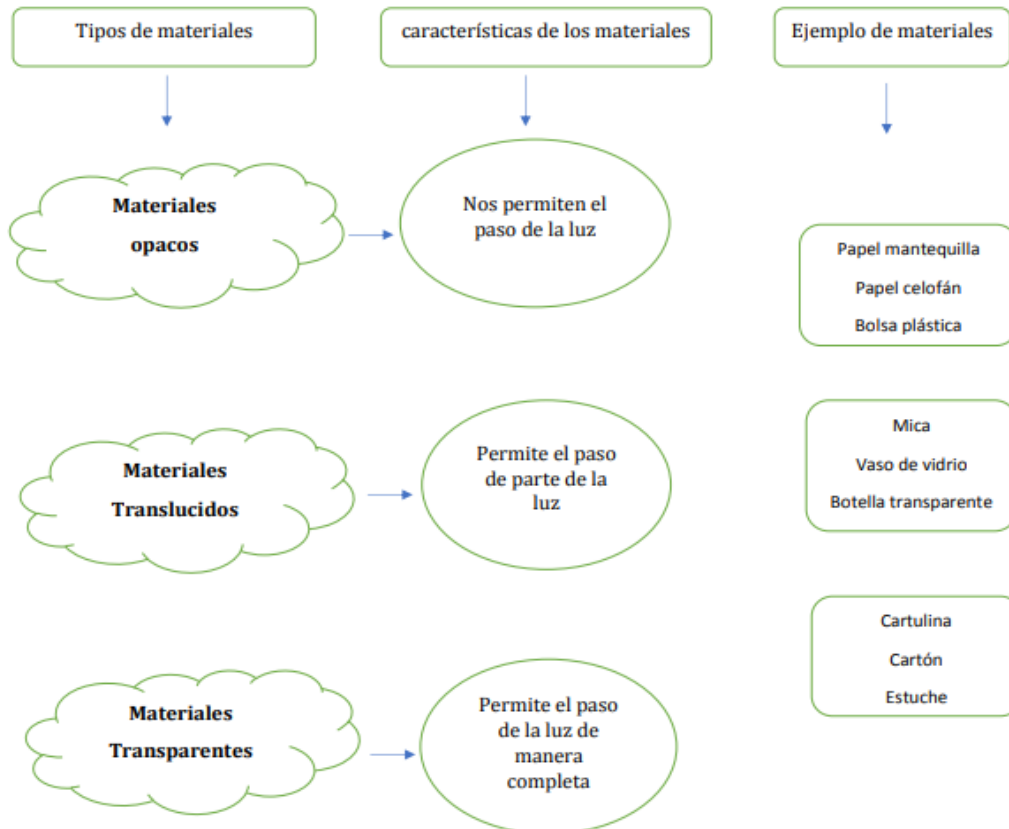 Tipos de materiales
características de los materiales
Ejemplo de materiales
Materiales
opacos
Nos permiten el
paso de la luz
Papel mantequilla
Papel celofán
Bolsa plástica
Materiales
Translucidos
Permite el paso
de parte de la
luz
Mica
Vaso de vidrio
Botella transparente
Materiales
Transparentes
Permite el paso
de la luz de
manera
completa
Cartulina
Cartón
Estuche